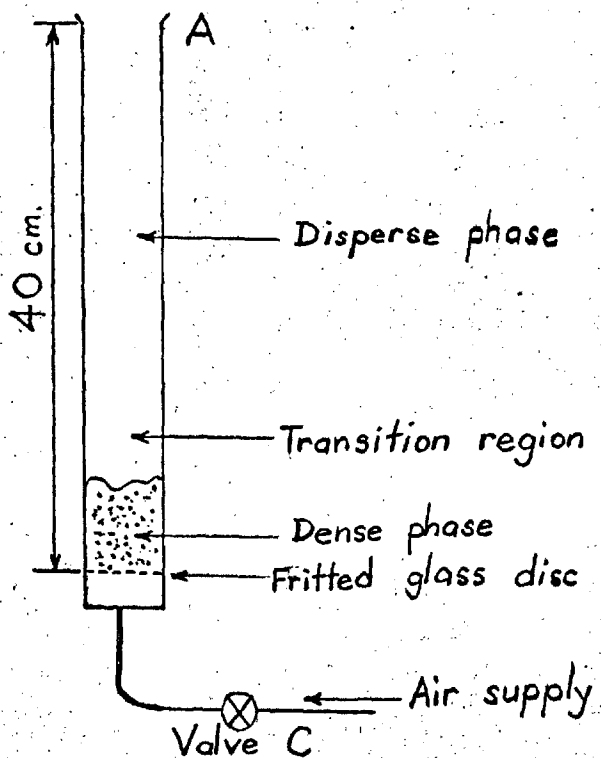 A
40 cm.
Disperse phase
Transition region
Dense phase
Fritted glass disc
Air supply
Valve C